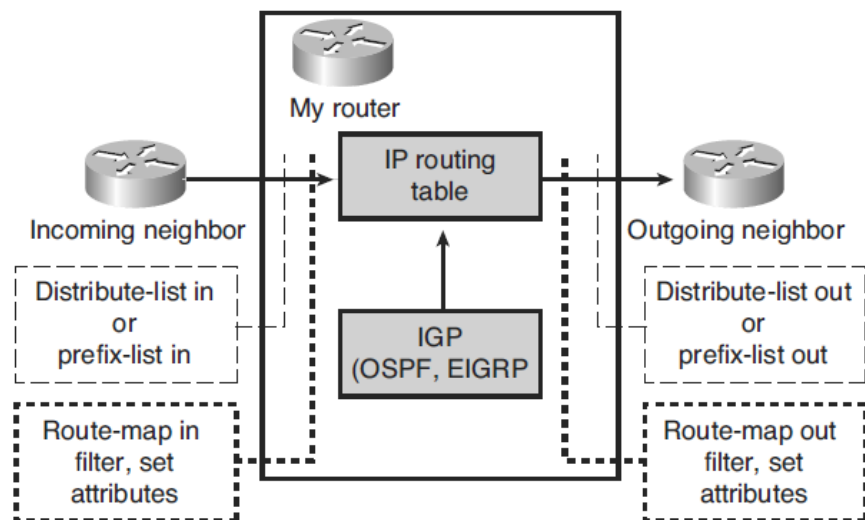 My router
IP routing
table
Incoming neighbor
Outgoing neighbor
Distribute-list in
or
prefix-list in
IGP
(OSPF, EIGRP
Distribute-list out
or
prefix-list out
Route-map in
filter, set
attributes
Route-map out
filter, set
attributes